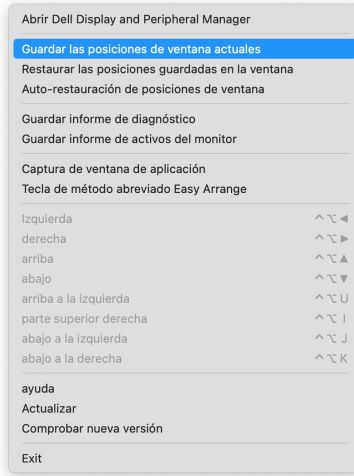 Abrir Dell Display and Peripheral Manager
Guardar las posiciones de ventana actuales
Restaurar las posiciones guardadas en la ventana
Auto-restauración de posiciones de ventana
Guardar informe de diagnóstico
Guardar informe de activos del monitor
Captura de ventana de aplicación
Tecla de método abreviado Easy Arrange
Izquierda ^⌥◀
derecha ^⌥▶
arriba ^⌥▲
abajo ^⌥▼
arriba a la izquierda ^⌥U
parte superior derecha ^⌥I
abajo a la izquierda ^⌥J
abajo a la derecha ^⌥K
ayuda
Actualizar
Comprobar nueva versión
Exit